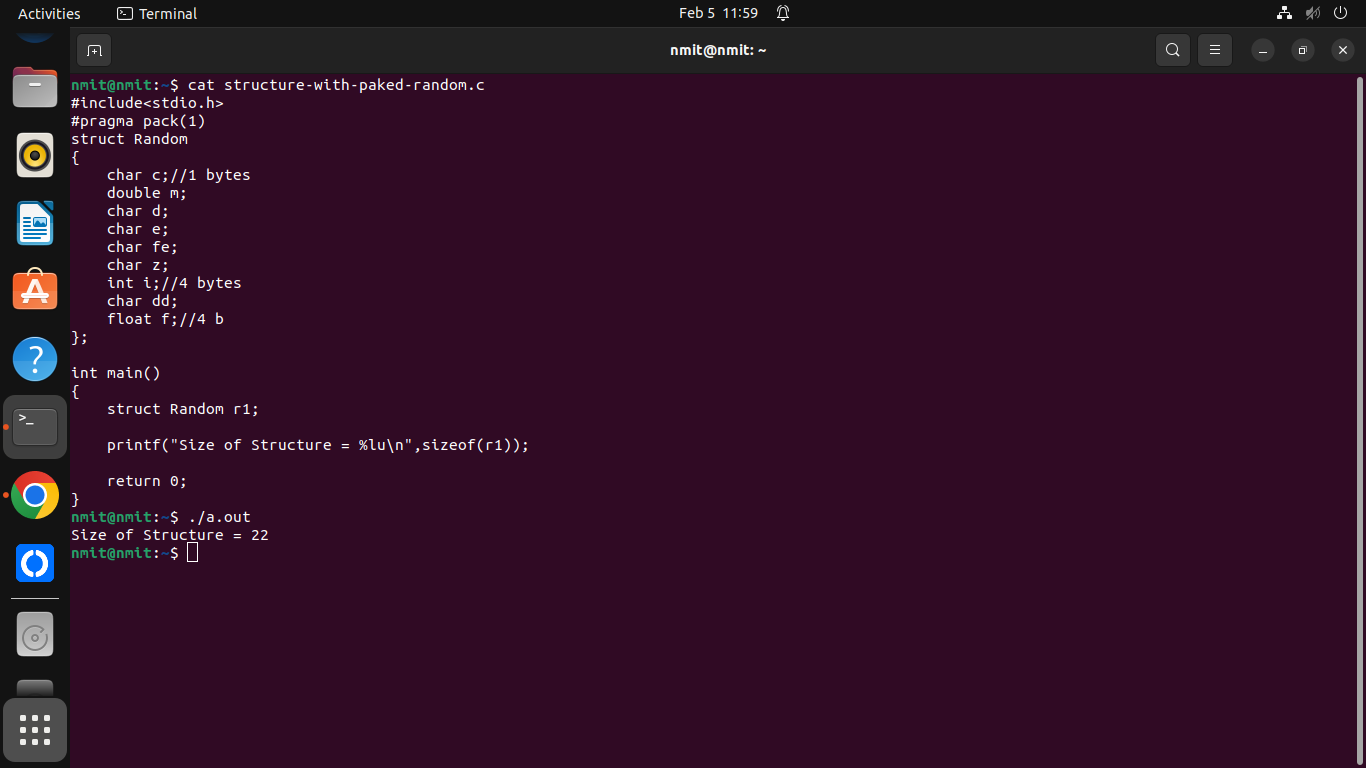 Activities
Terminal
Feb 5 11:59
nmit@nmit: ~
nmit@nmit:~$ cat structure-with-paked-random.c
#include<stdio.h>
#pragma pack(1)
struct Random
{
    char c;//1 bytes
    double m;
    char d;
    char e;
    char fe;
    char z;
    int i;//4 bytes
    char dd;
    float f;//4 b
};

int main()
{
    struct Random r1;

    printf("Size of Structure = %lu\n",sizeof(r1));

    return 0;
}
nmit@nmit:~$ ./a.out
Size of Structure = 22
nmit@nmit:~$